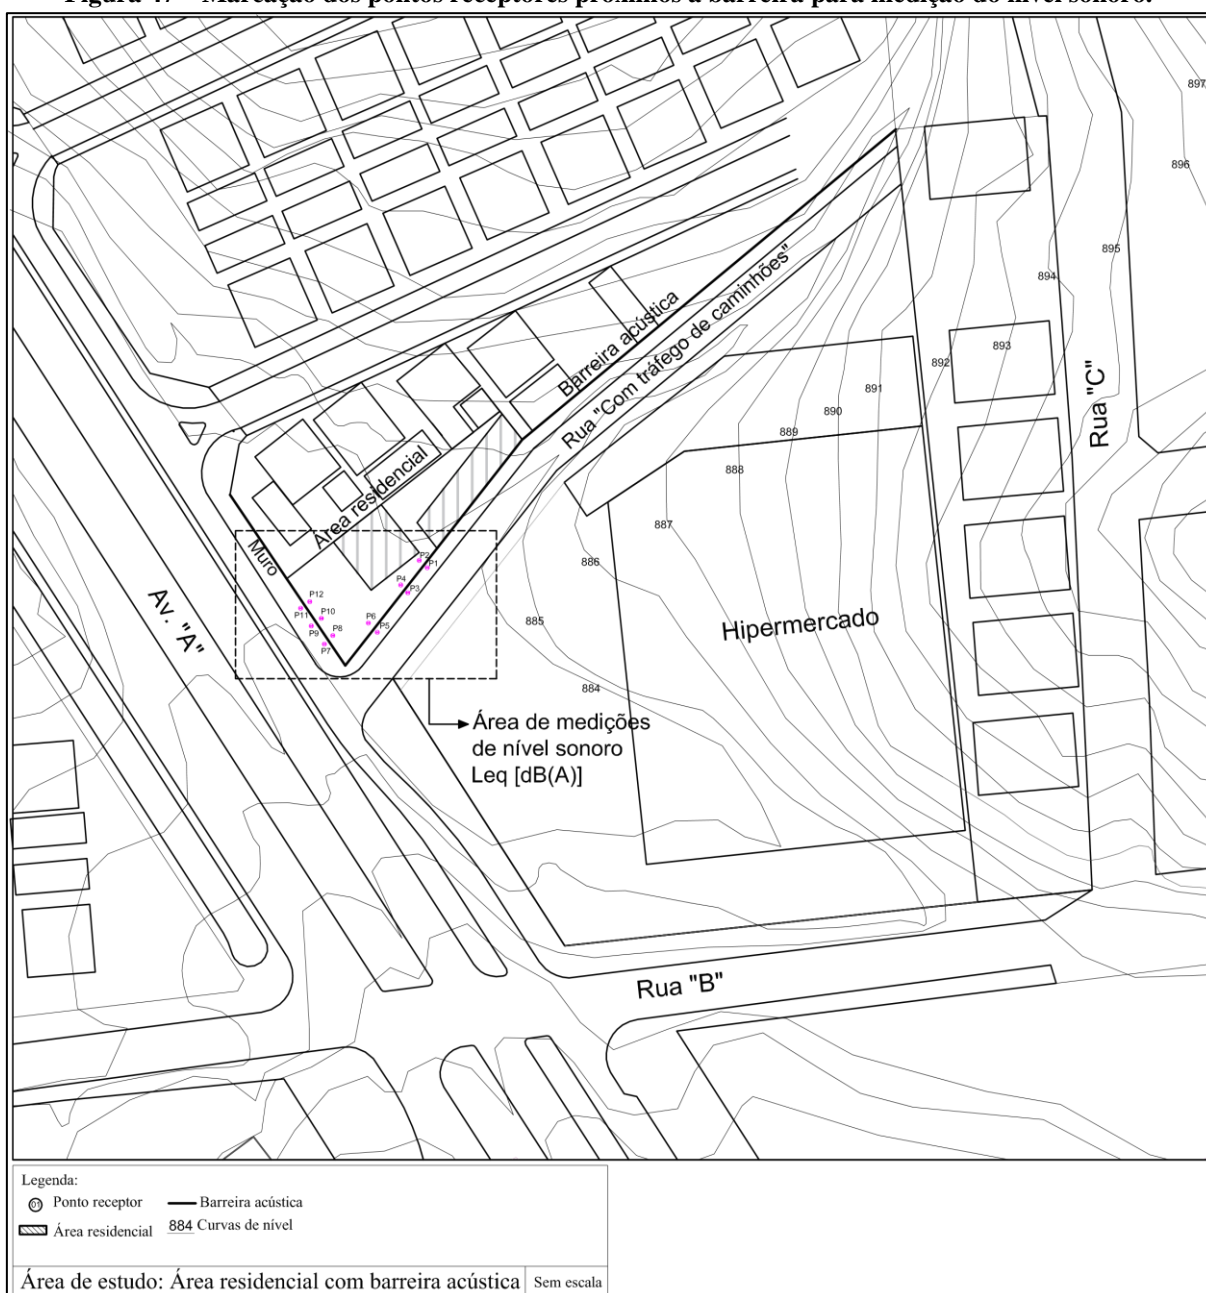 Figura 47 – Marcação dos pontos receptores próximos à barreira para medição do nível sonoro.
897
896
895
894
893
892
891
890
889
888
887
886
885
884
Barreira acústica
Rua "Com tráfego de caminhões"
Rua "C"
Área residencial
Muro
Av. "A"
P2
P1
P4
P3
P12
P11
P10
P6
P9
P8
P5
P7
Hipermercado
Área de medições
de nível sonoro
Leq [dB(A)]
Rua "B"
Legenda:
01 Ponto receptor
Barreira acústica
Área residencial
884 Curvas de nível
Área de estudo: Área residencial com barreira acústica
Sem escala